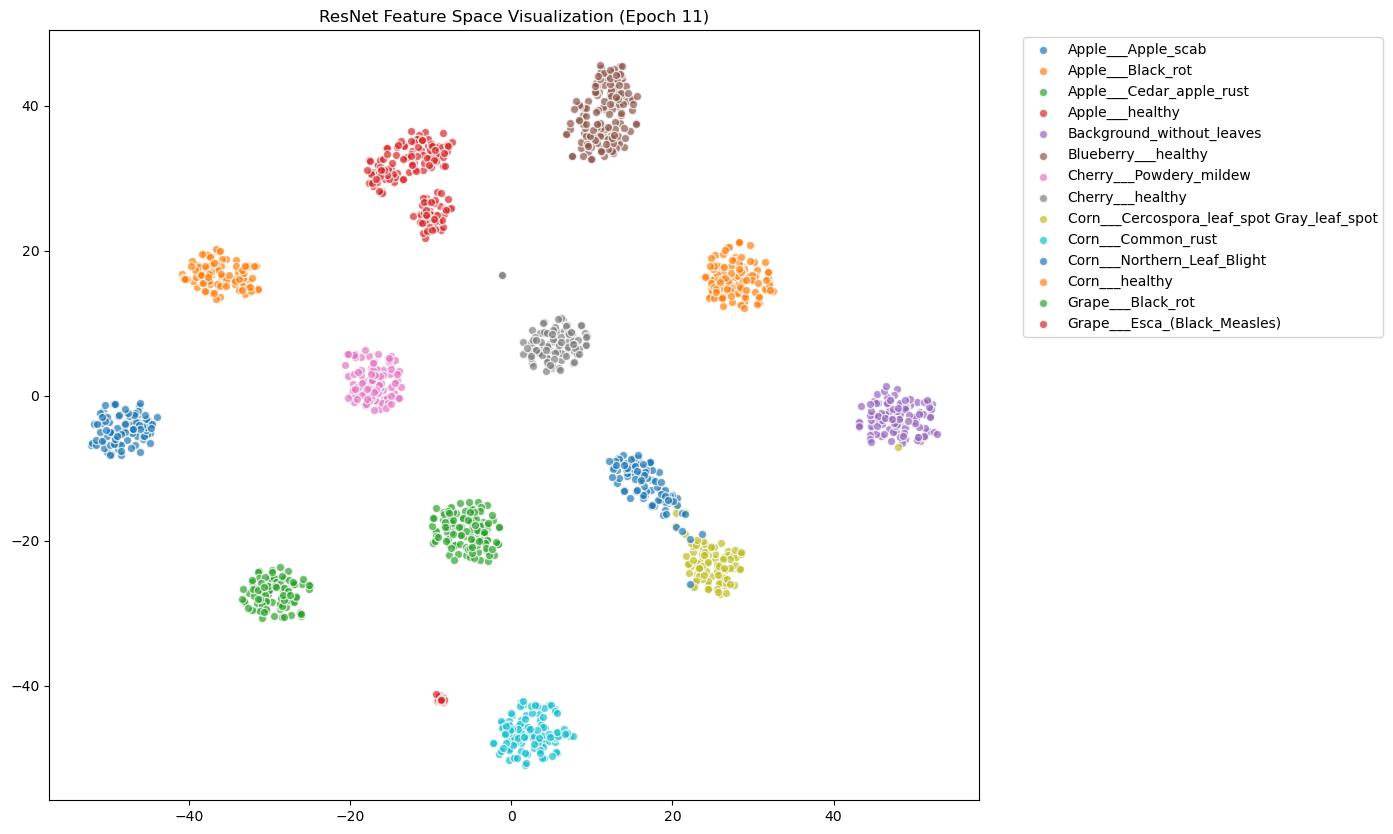 ResNet Feature Space Visualization (Epoch 11)
40
20
0
−20
−40
−40
−20
0
20
40
Apple___Apple_scab
Apple___Black_rot
Apple___Cedar_apple_rust
Apple___healthy
Background_without_leaves
Blueberry___healthy
Cherry___Powdery_mildew
Cherry___healthy
Corn___Cercospora_leaf_spot Gray_leaf_spot
Corn___Common_rust
Corn___Northern_Leaf_Blight
Corn___healthy
Grape___Black_rot
Grape___Esca_(Black_Measles)